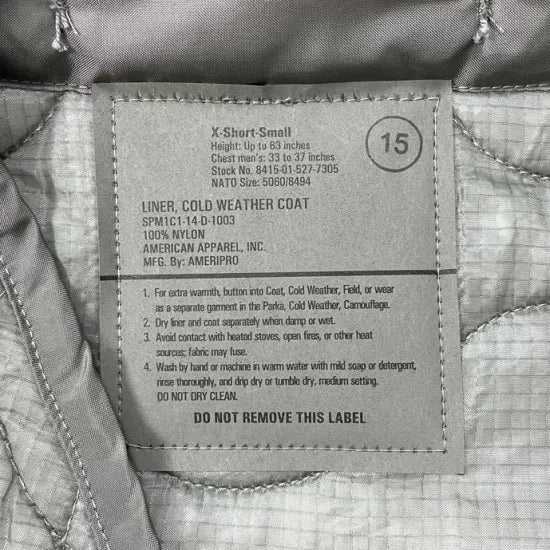 X-Short-Small
Height: Up to 63 inches
Chest men's: 33 to 37 inches
Stock No. 8415-01-527-7305
NATO Size: 5060/8494
15
LINER, COLD WEATHER COAT
SPM1C1-14-D-1003
100% NYLON
AMERICAN APPAREL, INC.
MFG. By: AMERIPRO
1. For extra warmth, button into Coat, Cold Weather, Field, or wear
as a separate garment in the Parka, Cold Weather, Camouflage.
2. Dry liner and coat separately when damp or wet.
3. Avoid contact with heated stoves, open fires, or other heat
sources; fabric may fuse.
4. Wash by hand or machine in warm water with mild soap or detergent,
rinse thoroughly, and drip dry or tumble dry, medium setting.
DO NOT DRY CLEAN.
DO NOT REMOVE THIS LABEL